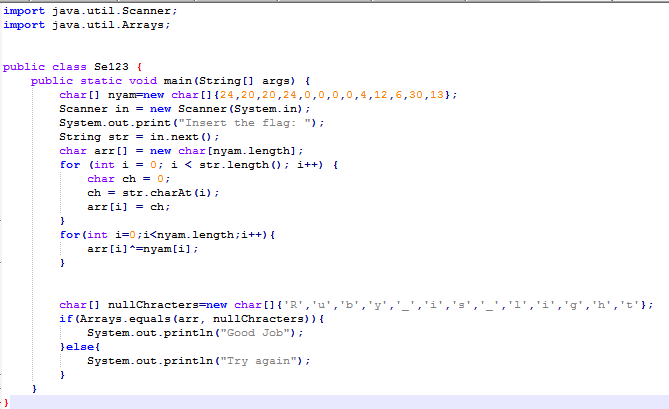 import java.util.Scanner;
import java.util.Arrays;
public class Se123 {
public static void main(String[] args) {
char[] nyam=new char[]{24,20,20,24,0,0,0,0,4,12,6,30,13};
Scanner in = new Scanner(System.in);
System.out.print("Insert the flag: ");
String str = in.next();
char arr[] = new char[nyam.length];
for (int i = 0; i < str.length(); i++) {
char ch = 0;
ch = str.charAt(i);
arr[i] = ch;
}
for(int i=0;i<nyam.length;i++){
arr[i]^=nyam[i];
}
char[] nullChracters=new char[]{'R','u','b','y','_','i','s','_','l','i','g','h','t'};
if(Arrays.equals(arr, nullChracters)){
System.out.println("Good Job");
}else{
System.out.println("Try again");
}
}
}